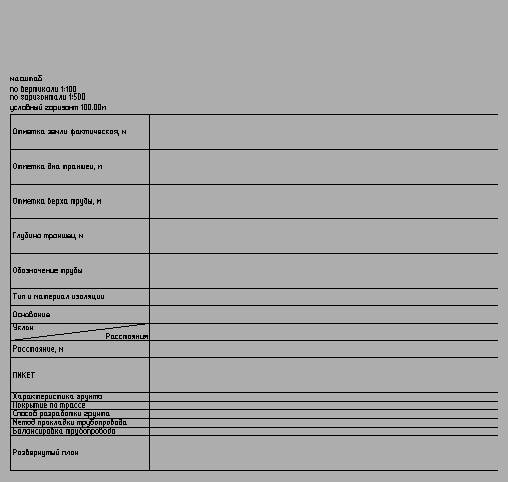 масштаб
по вертикали 1:100
по горизонтали 1:500
условный горизонт 100.00м
Отметка земли фактическая, м
Отметка дна траншеи, м
Отметка верха трубы, м
Глубина траншеи, м
Обозначение трубы
Тип и материал изоляции
Основание
Уклон
Расстояния
Расстояние, м
ПИКЕТ
Характеристика грунта
Покрытие по трассе
Способ разработки грунта
Метод прокладки трубопровода
Балансировка трубопровода
Развернутый план